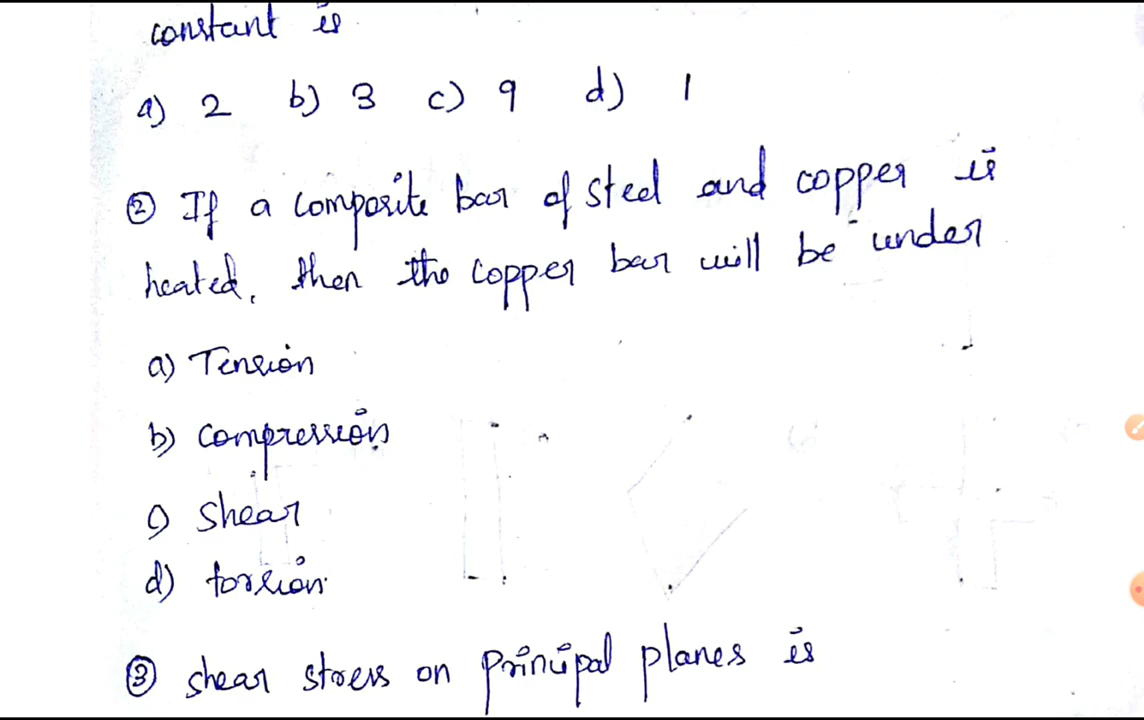 constant is
a) 2 b) 3 c) 9 d) 1
② If a composite bar of steel and copper is
heated, then the copper bar will be under
a) Tension
b) compression
c) shear
d) torsion.
③ shear stress on Principal planes is